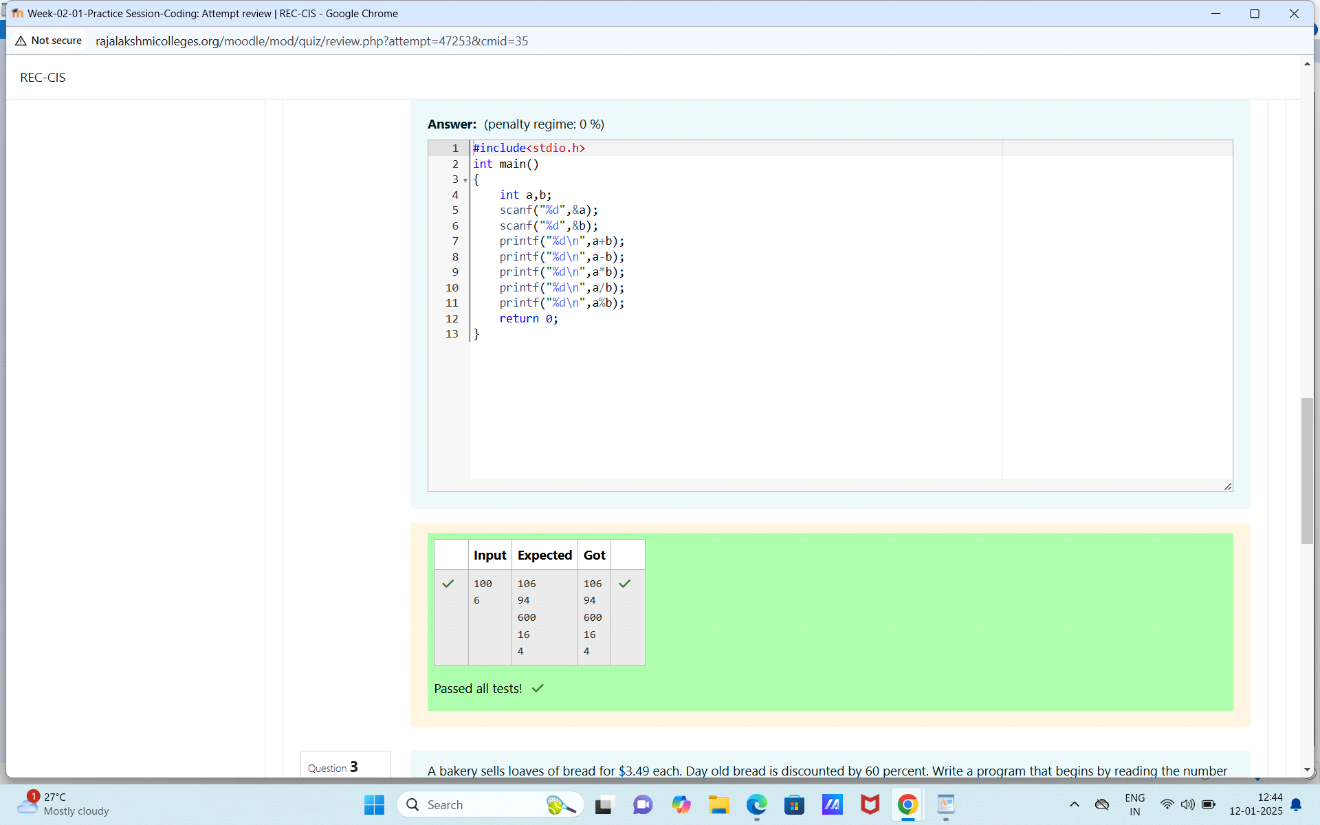 Week-02-01-Practice Session-Coding: Attempt review | REC-CIS - Google Chrome
Not secure rajalakshmicolleges.org/moodle/mod/quiz/review.php?attempt=47253&cmid=35
REC-CIS
Answer: (penalty regime: 0 %)
1 #include<stdio.h>
2 int main()
3 {
4 int a,b;
5 scanf("%d",&a);
6 scanf("%d",&b);
7 printf("%d\n",a+b);
8 printf("%d\n",a-b);
9 printf("%d\n",a*b);
10 printf("%d\n",a/b);
11 printf("%d\n",a%b);
12 return 0;
13 }
Input Expected Got
100 106 106
6 94 94
600 600
16 16
4 4
Passed all tests!
Question 3
A bakery sells loaves of bread for $3.49 each. Day old bread is discounted by 60 percent. Write a program that begins by reading the number
1 27°C
Mostly cloudy
Search
ENG
IN
12:44
12-01-2025